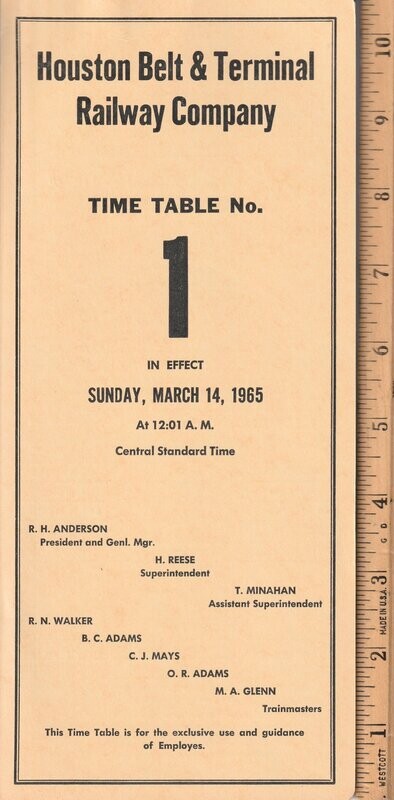 Houston Belt & Terminal
Railway Company
TIME TABLE No.
1
IN EFFECT
SUNDAY, MARCH 14, 1965
At 12:01 A. M.
Central Standard Time
R. H. ANDERSON
President and Genl. Mgr.
H. REESE
Superintendent
T. MINAHAN
Assistant Superintendent
R. N. WALKER
B. C. ADAMS
C. J. MAYS
O. R. ADAMS
M. A. GLENN
Trainmasters
This Time Table is for the exclusive use and guidance
of Employes.
10
9
8
7
6
5
4
3
2
1
G D
MADE IN U.S.A.
WESTCOTT